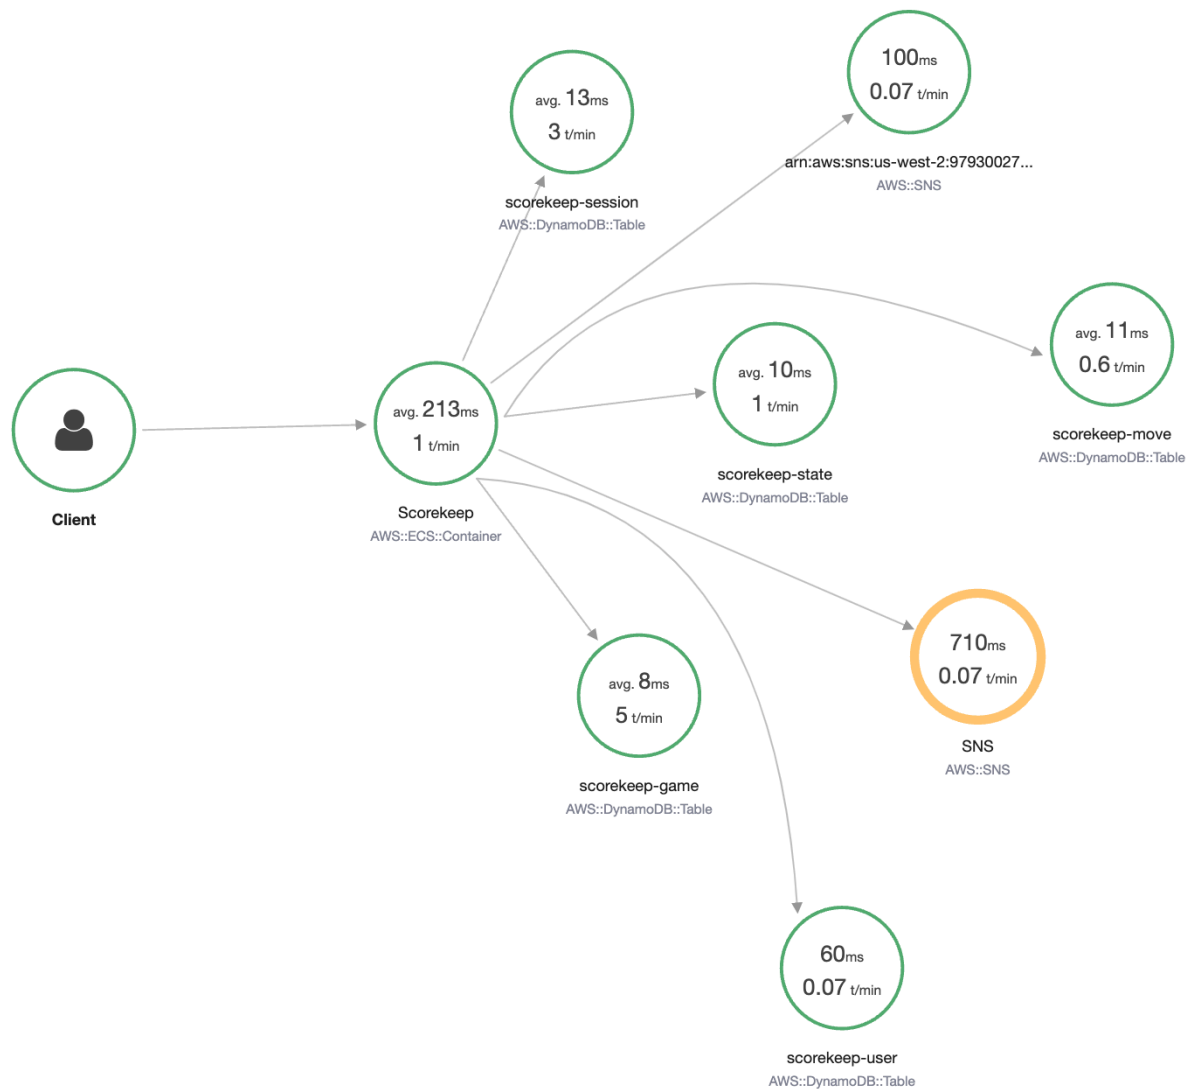 100ms
0.07 t/min
arn:aws:sns:us-west-2:97930027...
AWS::SNS
avg. 13ms
3 t/min
scorekeep-session
AWS::DynamoDB::Table
avg. 11ms
0.6 t/min
scorekeep-move
AWS::DynamoDB::Table
avg. 10ms
1 t/min
scorekeep-state
AWS::DynamoDB::Table
Client
avg. 213ms
1 t/min
Scorekeep
AWS::ECS::Container
710ms
0.07 t/min
SNS
AWS::SNS
avg. 8ms
5 t/min
scorekeep-game
AWS::DynamoDB::Table
60ms
0.07 t/min
scorekeep-user
AWS::DynamoDB::Table